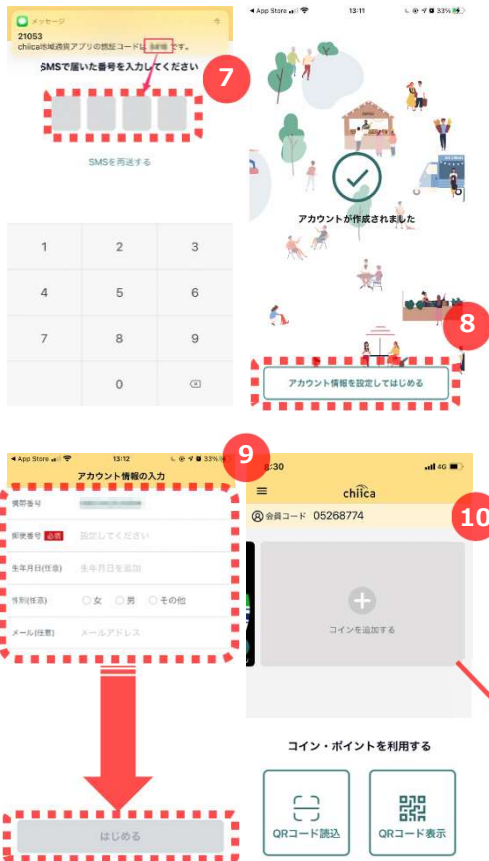 メッセージ
今
21053
chiica地域通貨アプリの認証コードは です。
SMSで届いた番号を入力してください
7
SMSを再送する
1 2 3
4 5 6
7 8 9
0
App Store
13:11
33%
アカウントが作成されました
8
アカウント情報を設定してはじめる
App Store
13:12
33%
アカウント情報の入力
9
携帯番号
郵便番号 必須 設定してください
生年月日(任意) 生年月日を追加
性別(任意) 女 男 その他
メール(任意) メールアドレス
はじめる
8:30
4G
chiica
会員コード 05268774
10
コインを追加する
コイン・ポイントを利用する
QRコード読込
QRコード表示